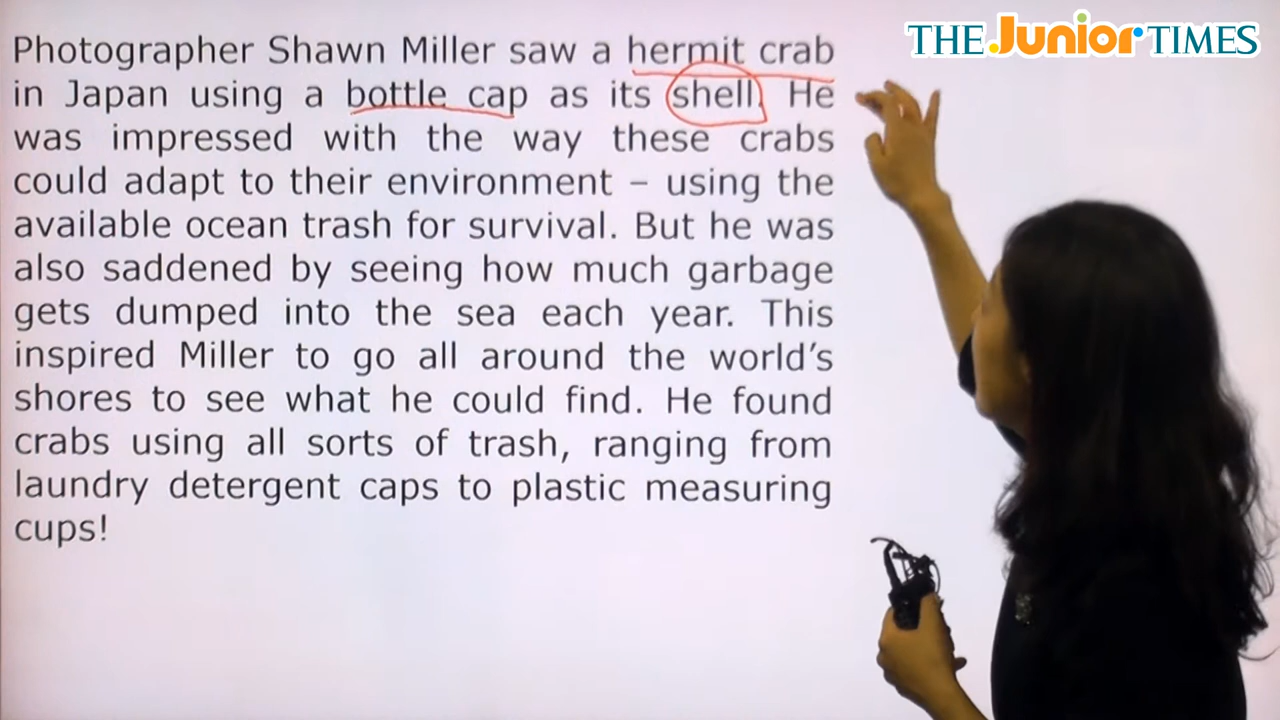 THE Junior TIMES
Photographer Shawn Miller saw a hermit crab
in Japan using a bottle cap as its shell. He
was impressed with the way these crabs
could adapt to their environment – using the
available ocean trash for survival. But he was
also saddened by seeing how much garbage
gets dumped into the sea each year. This
inspired Miller to go all around the world’s
shores to see what he could find. He found
crabs using all sorts of trash, ranging from
laundry detergent caps to plastic measuring
cups!